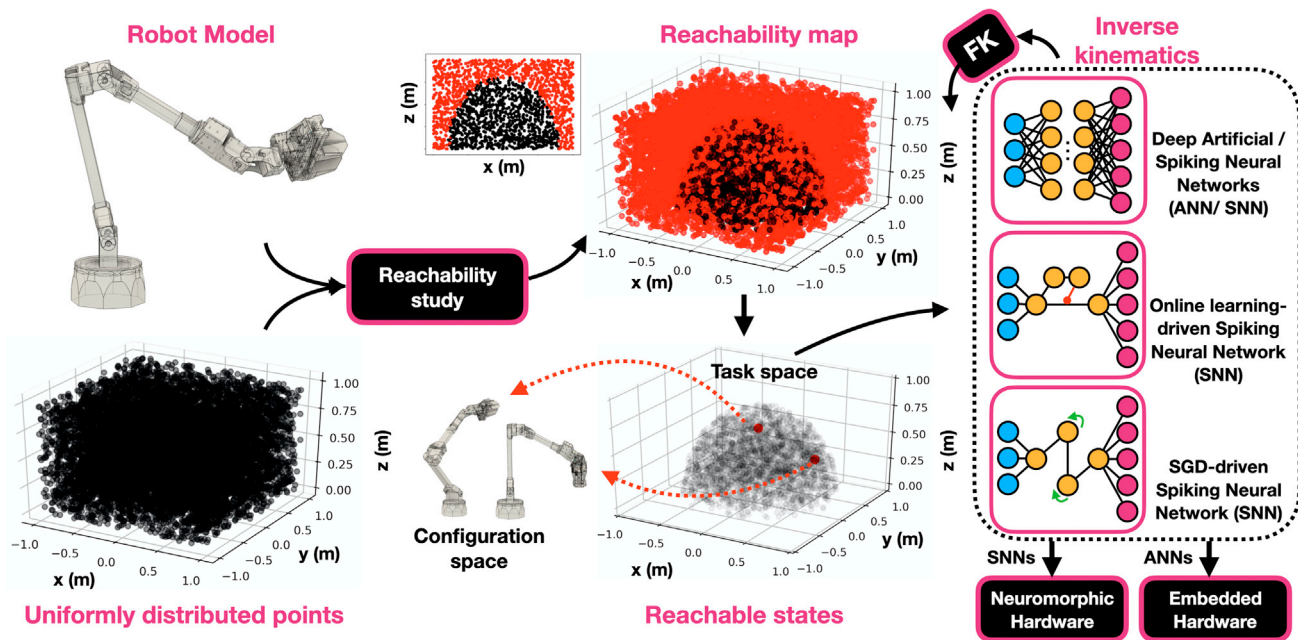 Robot Model
Reachability map
FK
Inverse
kinematics
z (m)
x (m)
1.00
0.75
0.50
0.25
0.00
z (m)
−1.0
−0.5
0.0
0.5
1.0
x (m)
−1.0
−0.5
0.0
0.5
1.0
y (m)
Deep Artificial /
Spiking Neural
Networks
(ANN/ SNN)
Reachability
study
Online learning-
driven Spiking
Neural Network
(SNN)
1.00
0.75
0.50
0.25
0.00
z (m)
−1.0
−0.5
0.0
0.5
1.0
x (m)
−1.0
−0.5
0.0
0.5
1.0
y (m)
Uniformly distributed points
Configuration
space
Task space
1.00
0.75
0.50
0.25
0.00
z (m)
−1.0
−0.5
0.0
0.5
1.0
x (m)
−1.0
−0.5
0.0
0.5
1.0
y (m)
Reachable states
SGD-driven
Spiking Neural
Network (SNN)
SNNs
ANNs
Neuromorphic
Hardware
Embedded
Hardware